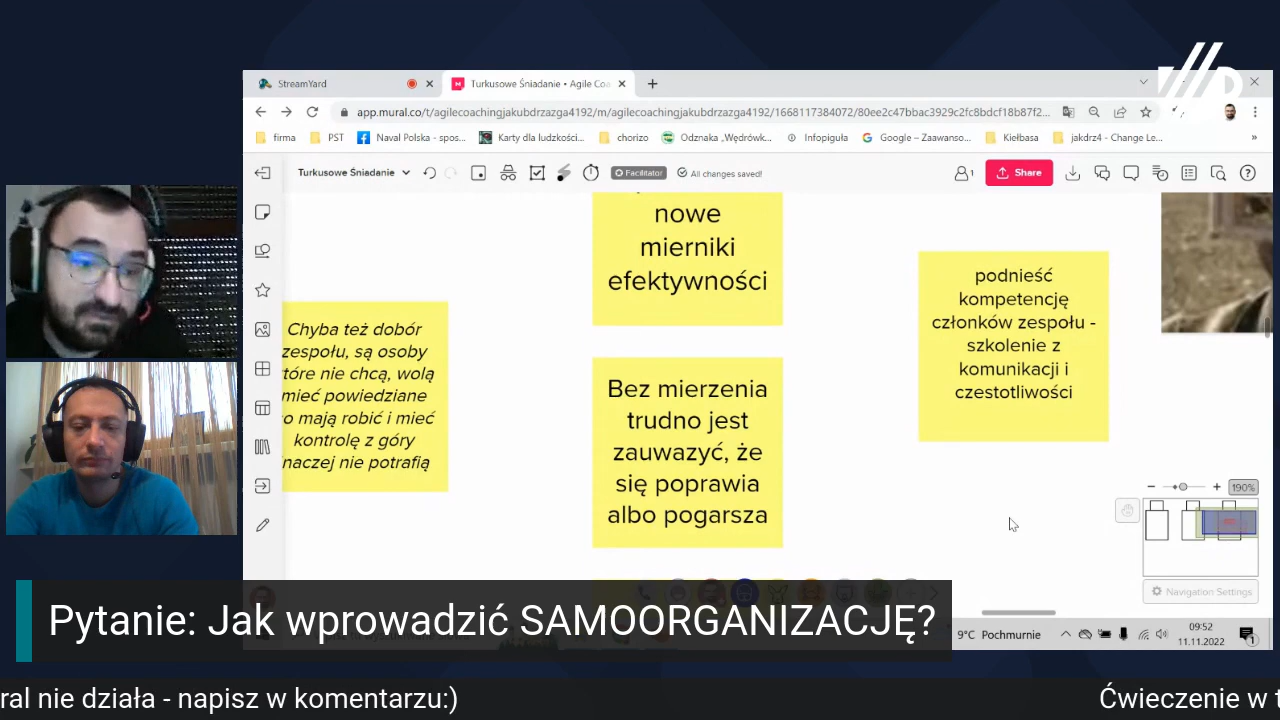 StreamYard
Turkusowe Śniadanie • Agile Coa
app.mural.co/t/agilecoachingjakubdrzazga4192/m/agilecoachingjakubdrzazga4192/1668117384072/80ee2c47bbac3929c2fc8bdcf18b87f2...
firma
PST
Naval Polska - spos...
Karty dla ludzkości...
chorizo
Odznaka „Wędrówk...
Infopiguła
Google – Zaawanso...
Kiełbasa
jakdrz4 - Change Le...
»
Turkusowe Śniadanie
Facilitator
All changes saved!
1
Share
nowe
mierniki
efektywności
Chyba też dobór
zespołu, są osoby
które nie chcą, wolą
mieć powiedziane
co mają robić i mieć
kontrolę z góry
inaczej nie potrafią
Bez mierzenia
trudno jest
zauwazyć, że
się poprawia
albo pogarsza
podnieść
kompetencję
członków zespołu -
szkolenie z
komunikacji i
czestotliwości
190%
Navigation Settings
Pytanie: Jak wprowadzić SAMOORGANIZACJĘ?
9°C Pochmurnie
09:52
11.11.2022
1
ral nie działa - napisz w komentarzu:)
Ćwieczenie w t